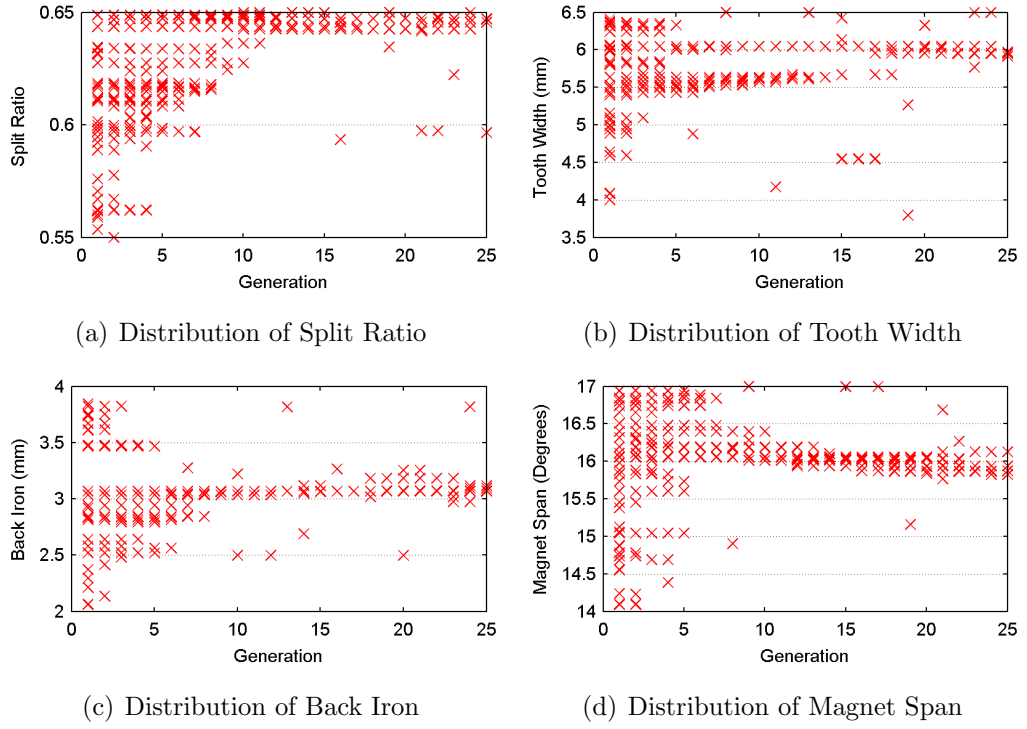 0.65
0.6
0.55
Split Ratio
0 5 10 15 20 25
Generation
(a) Distribution of Split Ratio
6.5
6
5.5
5
4.5
4
3.5
Tooth Width (mm)
0 5 10 15 20 25
Generation
(b) Distribution of Tooth Width
4
3.5
3
2.5
2
Back Iron (mm)
0 5 10 15 20 25
Generation
(c) Distribution of Back Iron
17
16.5
16
15.5
15
14.5
14
Magnet Span (Degrees)
0 5 10 15 20 25
Generation
(d) Distribution of Magnet Span